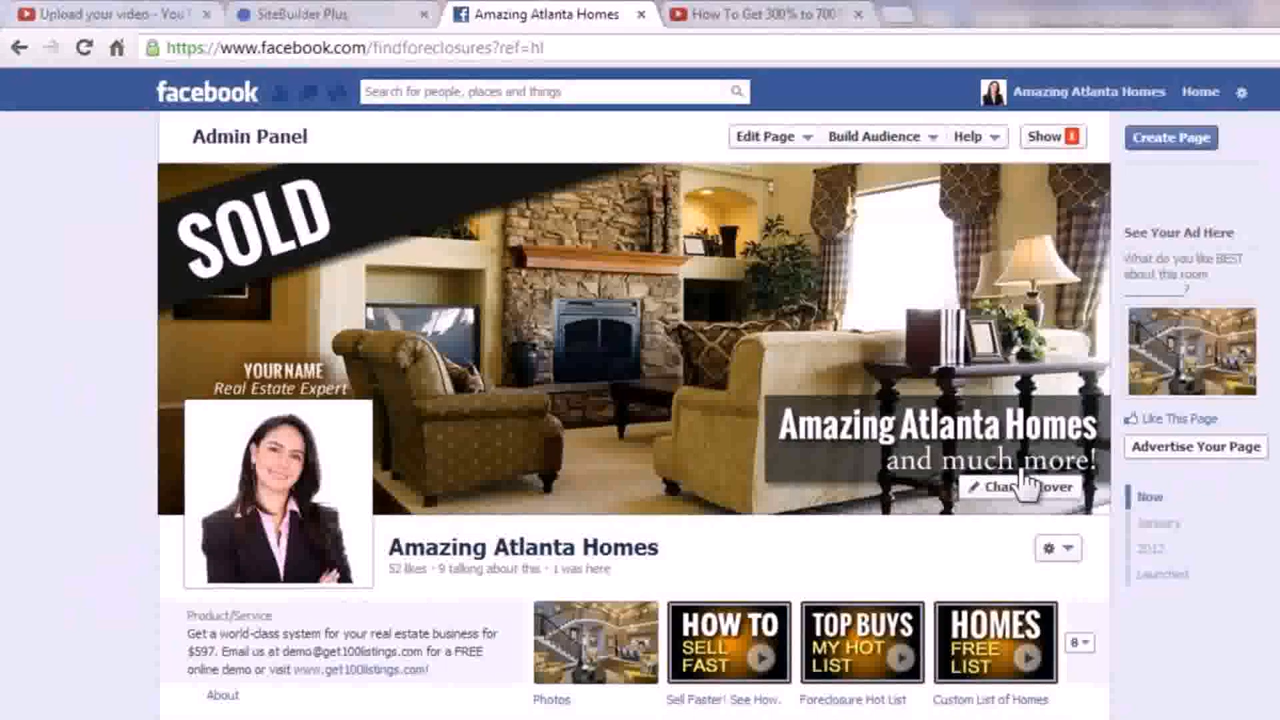 Upload your video - You
SiteBuilder Plus
Amazing Atlanta Homes
How To Get 300% to 700
https://www.facebook.com/findforeclosures?ref=hl
facebook
Search for people, places and things
Amazing Atlanta Homes
Home
Admin Panel
Edit Page
Build Audience
Help
Show 1
Create Page
SOLD
YOUR NAME
Real Estate Expert
Amazing Atlanta Homes
and much more!
See Your Ad Here
What do you like BEST
about this room
________?
Like This Page
Advertise Your Page
Now
January
2012
Launched
Amazing Atlanta Homes
52 likes · 9 talking about this · 1 was here
Product/Service
Get a world-class system for your real estate business for
$597. Email us at demo@get100listings.com for a FREE
online demo or visit www.get100listings.com!
About
Photos
HOW TO
SELL
FAST
Sell Faster! See How.
TOP BUYS
MY HOT
LIST
Foreclosure Hot List
HOMES
FREE
LIST
Custom List of Homes
8